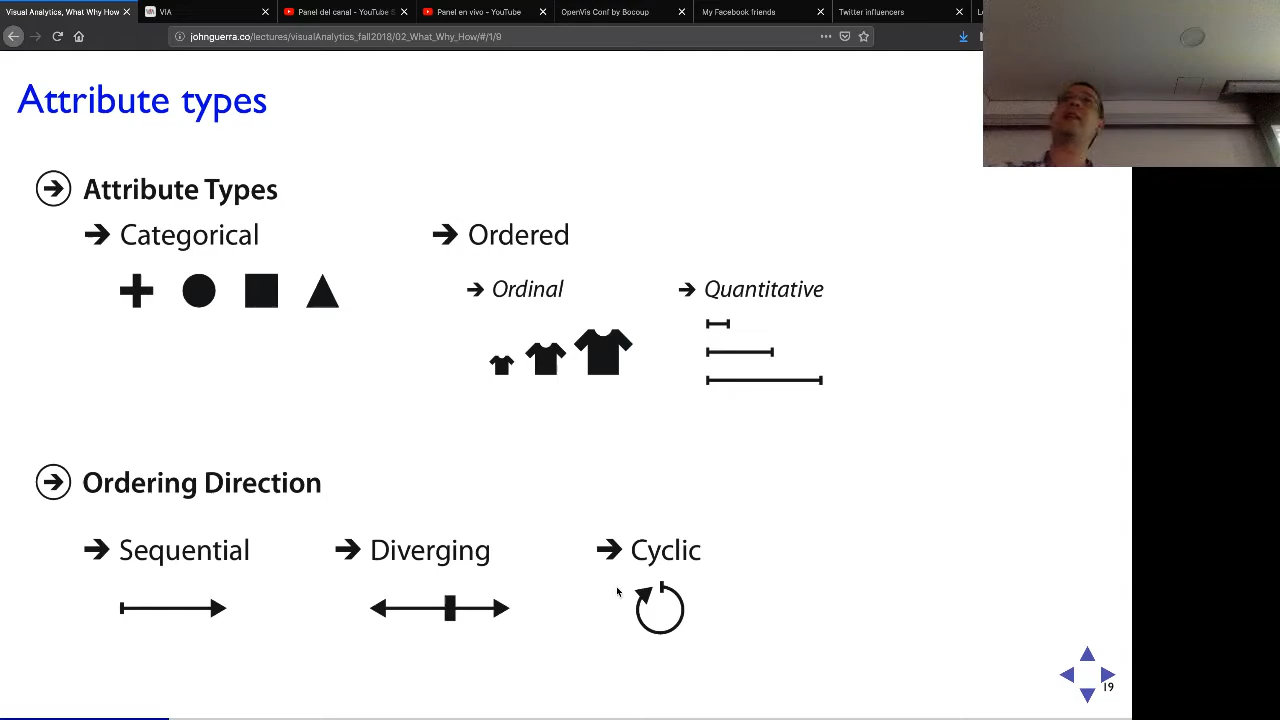 Visual Analytics, What Why How
VIA
Panel del canal - YouTube S
Panel en vivo - YouTube
OpenVis Conf by Bocoup
My Facebook friends
Twitter influencers
johnguerra.co/lectures/visualAnalytics_fall2018/02_What_Why_How/#/1/9
Attribute types
Attribute Types
Categorical
Ordered
Ordinal
Quantitative
Ordering Direction
Sequential
Diverging
Cyclic
19